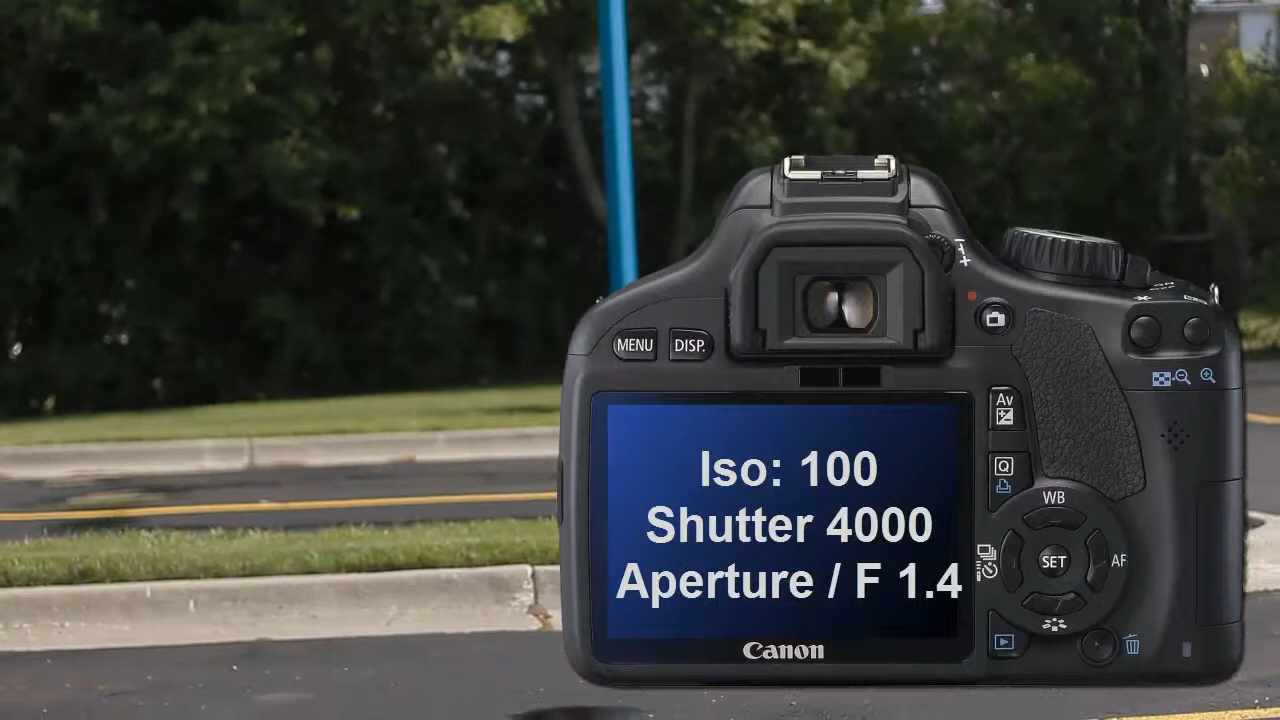 MENU DISP.
Av
Q
Iso: 100
Shutter 4000
Aperture / F 1.4
WB
SET
AF
Canon